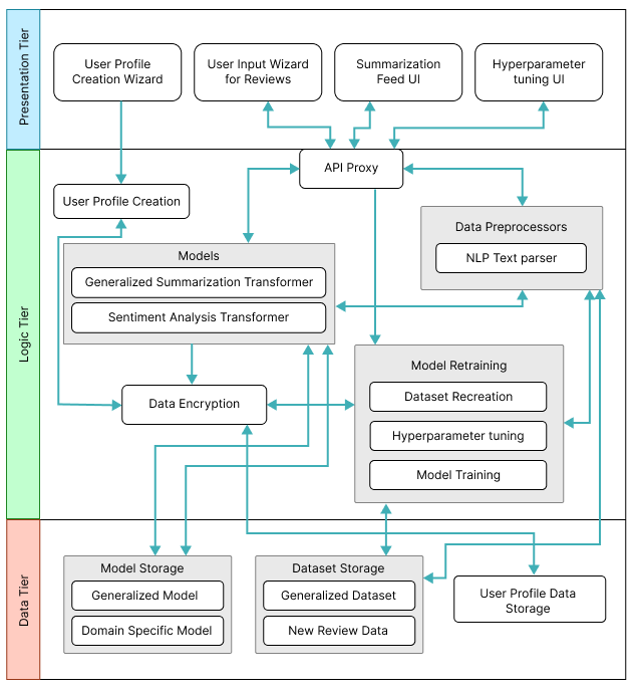 Presentation Tier
User Profile
Creation Wizard
User Input Wizard
for Reviews
Summarization
Feed UI
Hyperparameter
tuning UI
Logic Tier
API Proxy
User Profile Creation
Data Preprocessors
NLP Text parser
Models
Generalized Summarization Transformer
Sentiment Analysis Transformer
Data Encryption
Model Retraining
Dataset Recreation
Hyperparameter tuning
Model Training
Data Tier
Model Storage
Generalized Model
Domain Specific Model
Dataset Storage
Generalized Dataset
New Review Data
User Profile Data
Storage